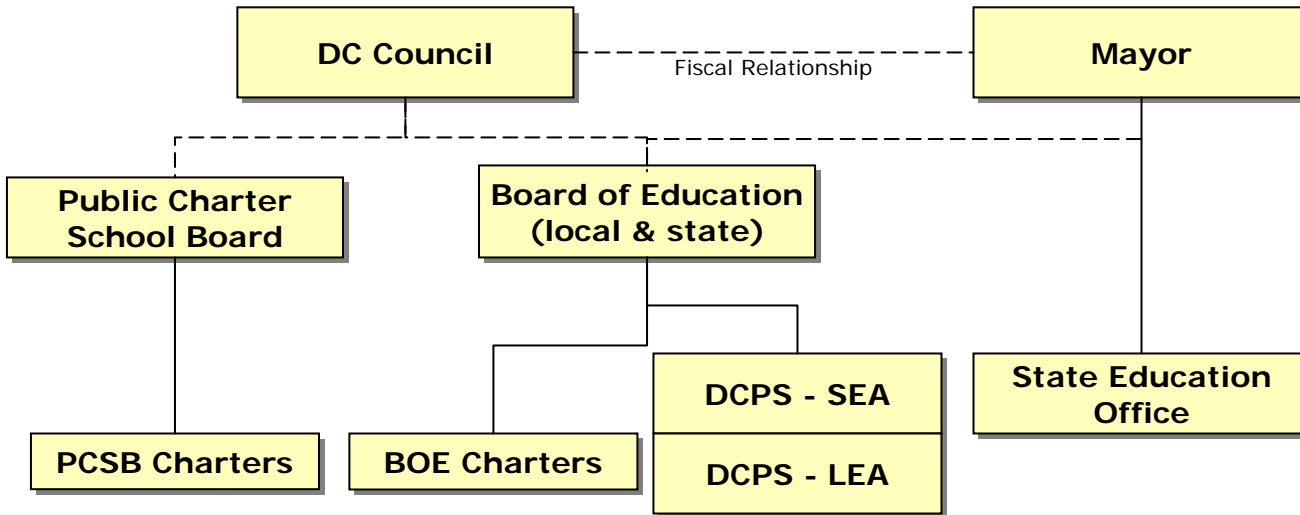 DC Council
Mayor
Fiscal Relationship
Public Charter
School Board
Board of Education
(local & state)
DCPS - SEA
State Education
Office
PCSB Charters
BOE Charters
DCPS - LEA